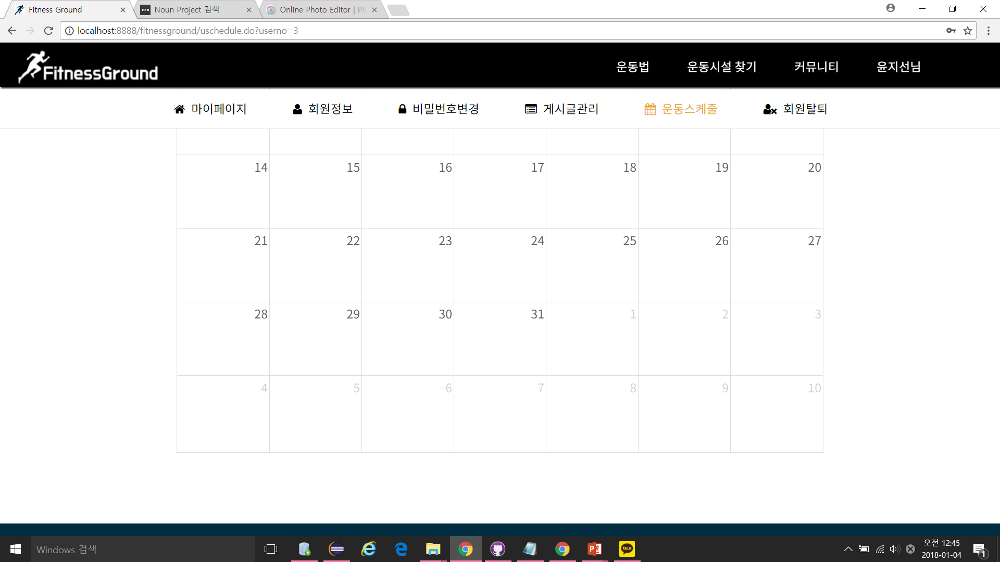 Fitness Ground
Noun Project 검색
Online Photo Editor | Pi
localhost:8888/fitnessground/uschedule.do?userno=3
FitnessGround
운동법 운동시설 찾기 커뮤니티 윤지선님
마이페이지 회원정보 비밀번호변경 게시글관리 운동스케줄 회원탈퇴
14 15 16 17 18 19 20
21 22 23 24 25 26 27
28 29 30 31 1 2 3
4 5 6 7 8 9 10
Windows 검색
TALK
오전 12:45
2018-01-04
1